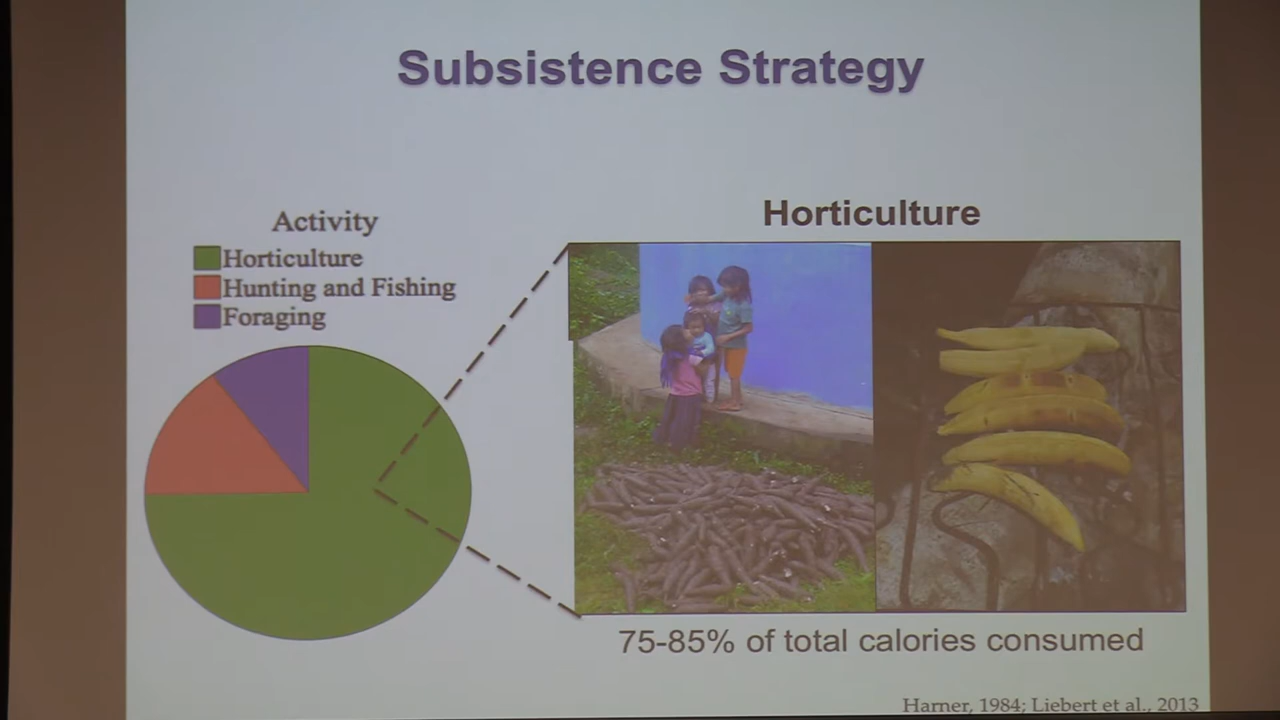 Subsistence Strategy
Activity
Horticulture
Hunting and Fishing
Foraging
Horticulture
75-85% of total calories consumed
Harner, 1984; Liebert et al., 2013